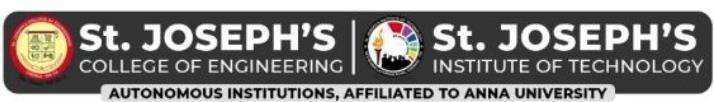 St. JOSEPH'S
COLLEGE OF ENGINEERING
St. JOSEPH'S
INSTITUTE OF TECHNOLOGY
AUTONOMOUS INSTITUTIONS, AFFILIATED TO ANNA UNIVERSITY